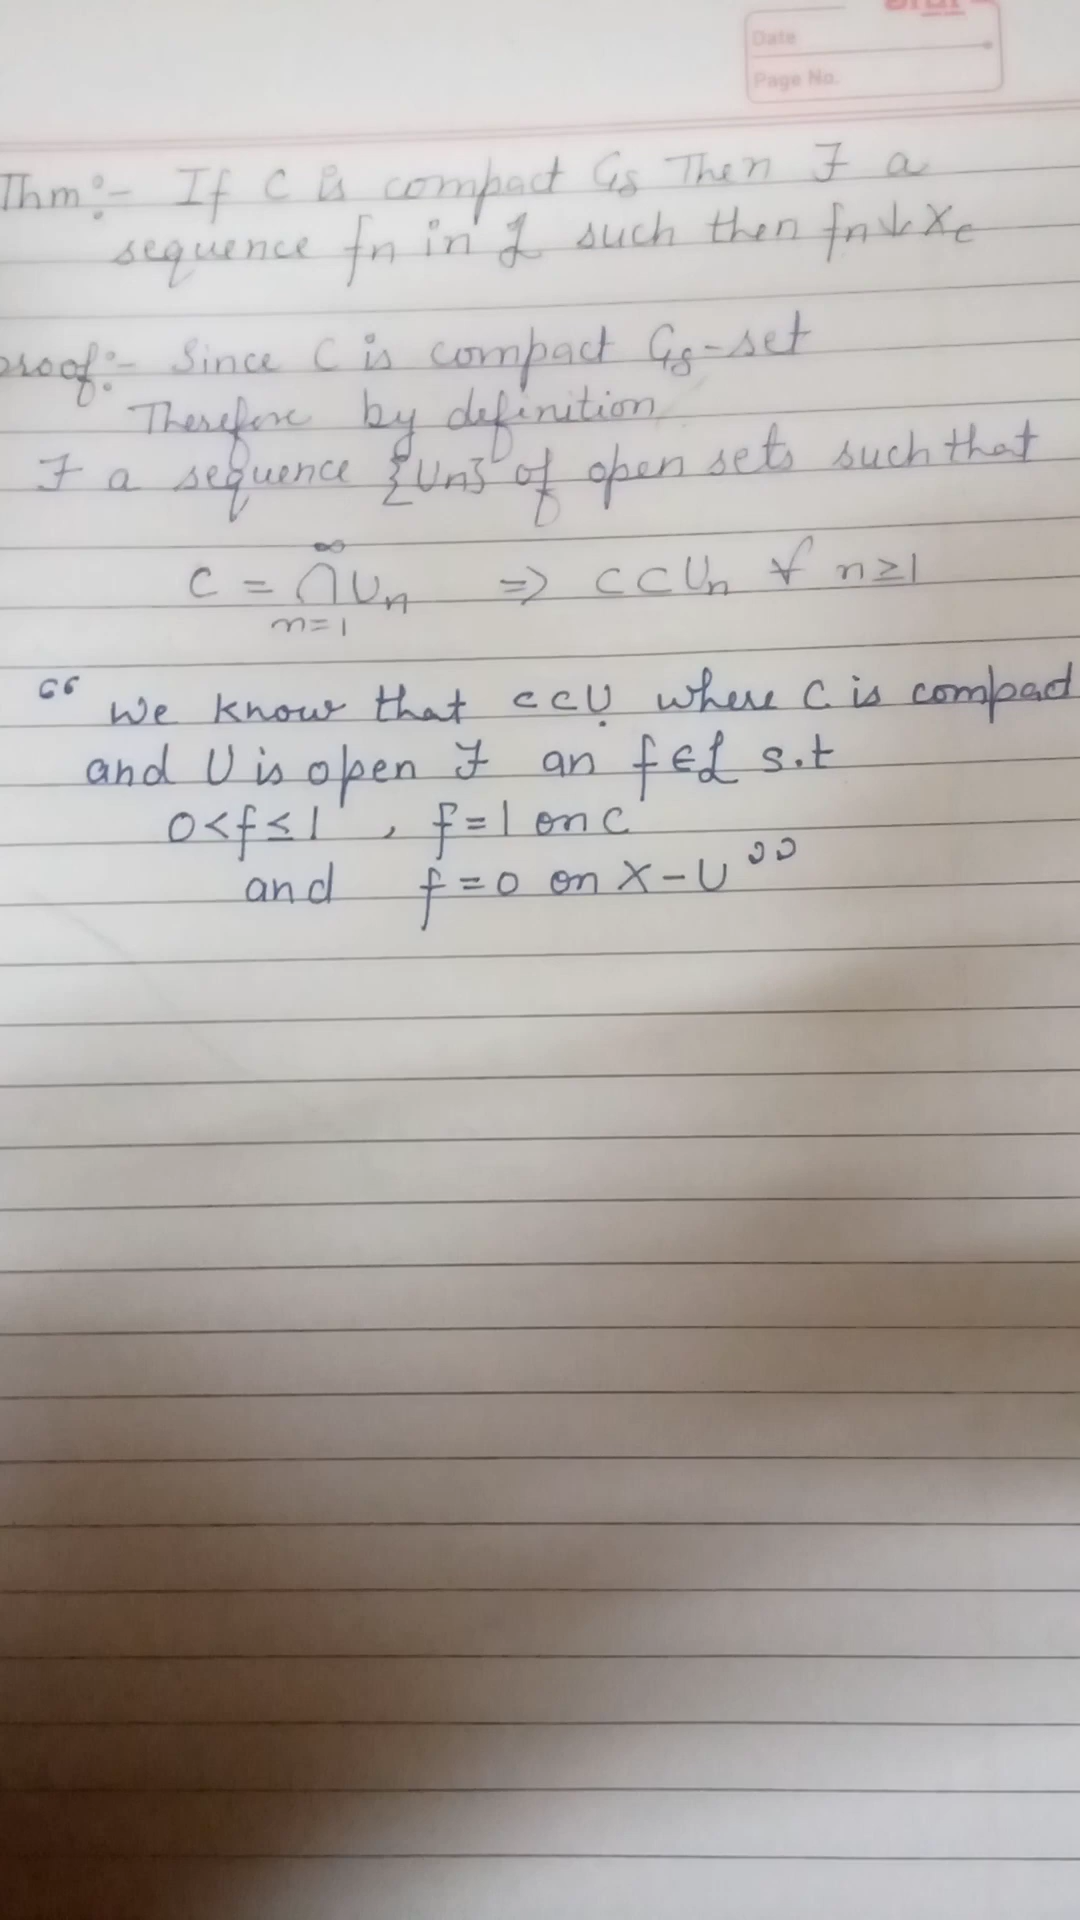 Date
Page No.
Thm:- If C is compact Gδ Then ∃ a
sequence fn in ℒ such then fn↓χc
proof:- Since C is compact Gδ-set
Therefore by definition
∃ a sequence {Un} of open sets such that
C = ∞∩n=1 Un ⇒ C⊂Un ∀ n≥1
“ We know that C⊂U where C is compact
and U is open ∃ an f∈ℒ s.t
0<f≤1 , f=1 on C
and f=0 on X-U ”